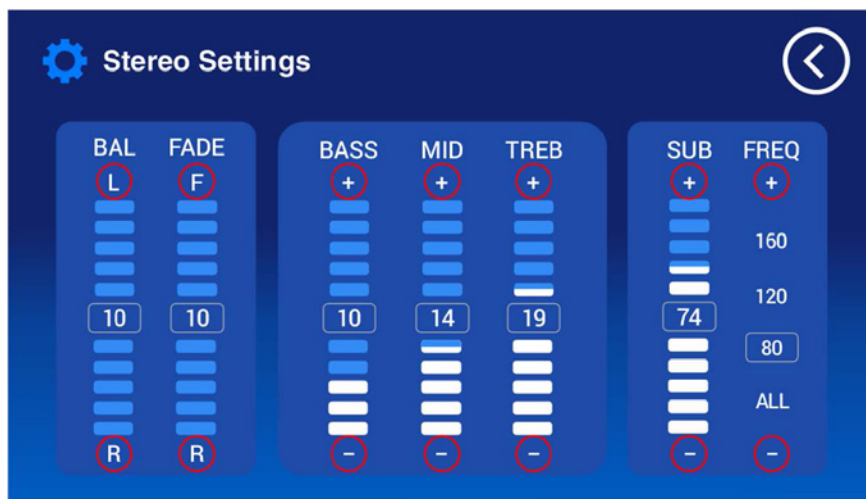 Stereo Settings
BAL FADE BASS MID TREB SUB FREQ
L F + + + + +
160
120
10 10 10 14 19 74
80
ALL
R R - - - - -